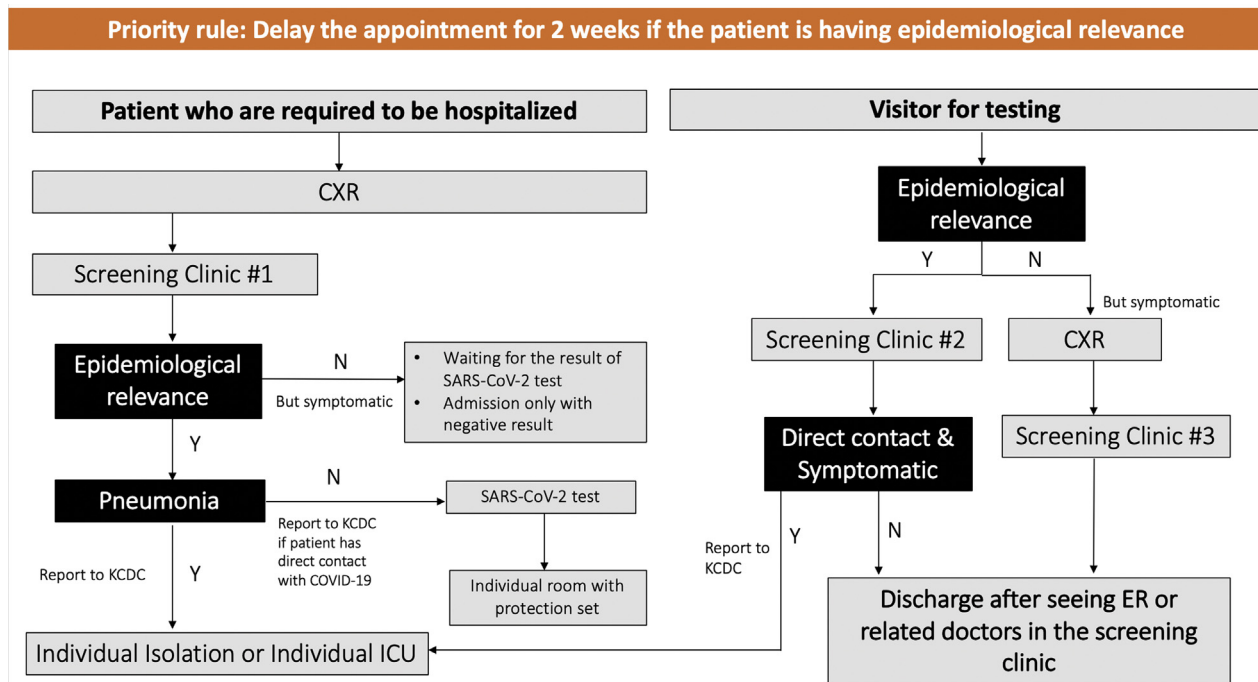 Priority rule: Delay the appointment for 2 weeks if the patient is having epidemiological relevance
Patient who are required to be hospitalized
CXR
Screening Clinic #1
Epidemiological
relevance
N
But symptomatic
• Waiting for the result of
SARS-CoV-2 test
• Admission only with
negative result
Y
Pneumonia
N
Report to KCDC
if patient has
direct contact
with COVID-19
SARS-CoV-2 test
Individual room with
protection set
Report to KCDC
Y
Individual Isolation or Individual ICU
Visitor for testing
Epidemiological
relevance
Y
N
But symptomatic
Screening Clinic #2
CXR
Direct contact &
Symptomatic
Screening Clinic #3
Report to
KCDC
Y
N
Discharge after seeing ER or
related doctors in the screening
clinic